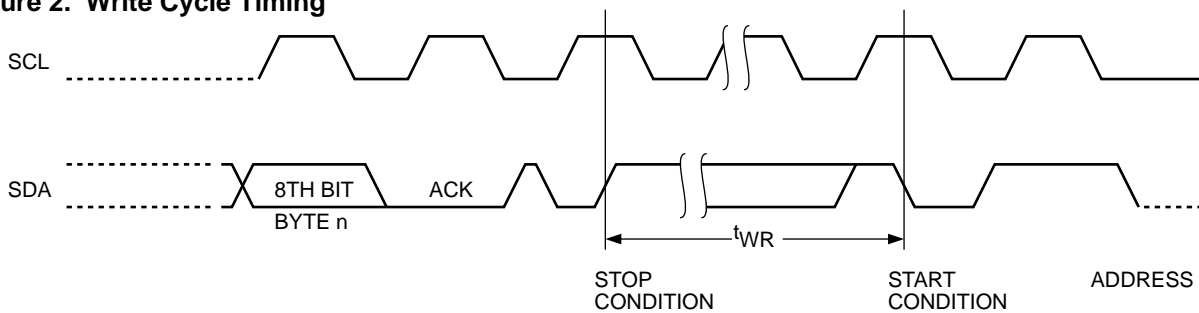 ure 2. Write Cycle Timing
SCL
SDA
8TH BIT
ACK
BYTE n
tWR
STOP
CONDITION
START
CONDITION
ADDRESS